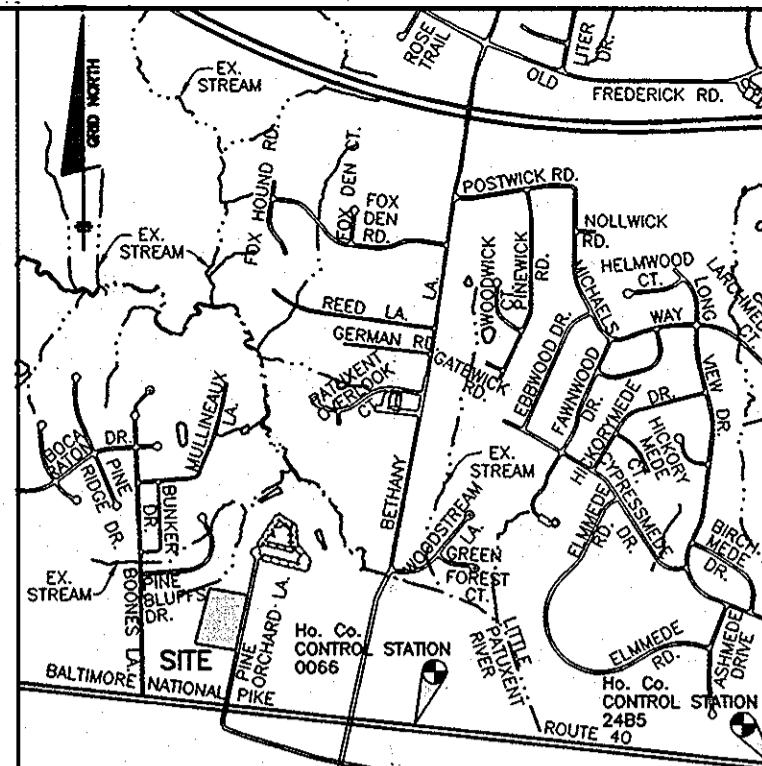 ROSE
TRAIL
LITER
DR.
OLD
FREDERICK RD.
EX.
STREAM
GRID NORTH
FOX HOUND RD.
FOX DEN CT.
FOX
DEN
RD.
POSTWICK RD.
NOLLWICK
RD.
EX.
STREAM
HELMWOOD
CT.
LARCHMEDE
CT.
WOODWICK
CT.
PINEWICK
RD.
MICHAELS
WAY
LONG
VIEW DR.
REED LA.
LA.
GERMAN RD.
GATEWICK
RD.
EBBWOOD DR.
FAWNWOOD
DR.
PATUXENT
OVERLOOK
CT.
MULLINEAUX
LA.
HICKORYMEDE
DR.
HICKORY
MEDE
CT.
BOCA
RATON
DR.
PINE
RIDGE DR.
BUNKER
DR.
BETHANY
EX.
STREAM
CYPRESSMEDE
DR.
ELMMEDE
RD.
WOODSTREAM
LA.
GREEN
FOREST
CT.
BIRCH-
MEDE
DR.
EX.
STREAM
BOONES LA.
PINE
BLUFFS
DR.
PINE
ORCHARD LA.
LITTLE
PATUXENT
RIVER
SITE
Ho. Co.
CONTROL STATION
0066
ELMMEDE
RD.
ASHMEDE
DRIVE
BALTIMORE NATIONAL PIKE
Ho. Co.
CONTROL STATION
24B5
ROUTE 40